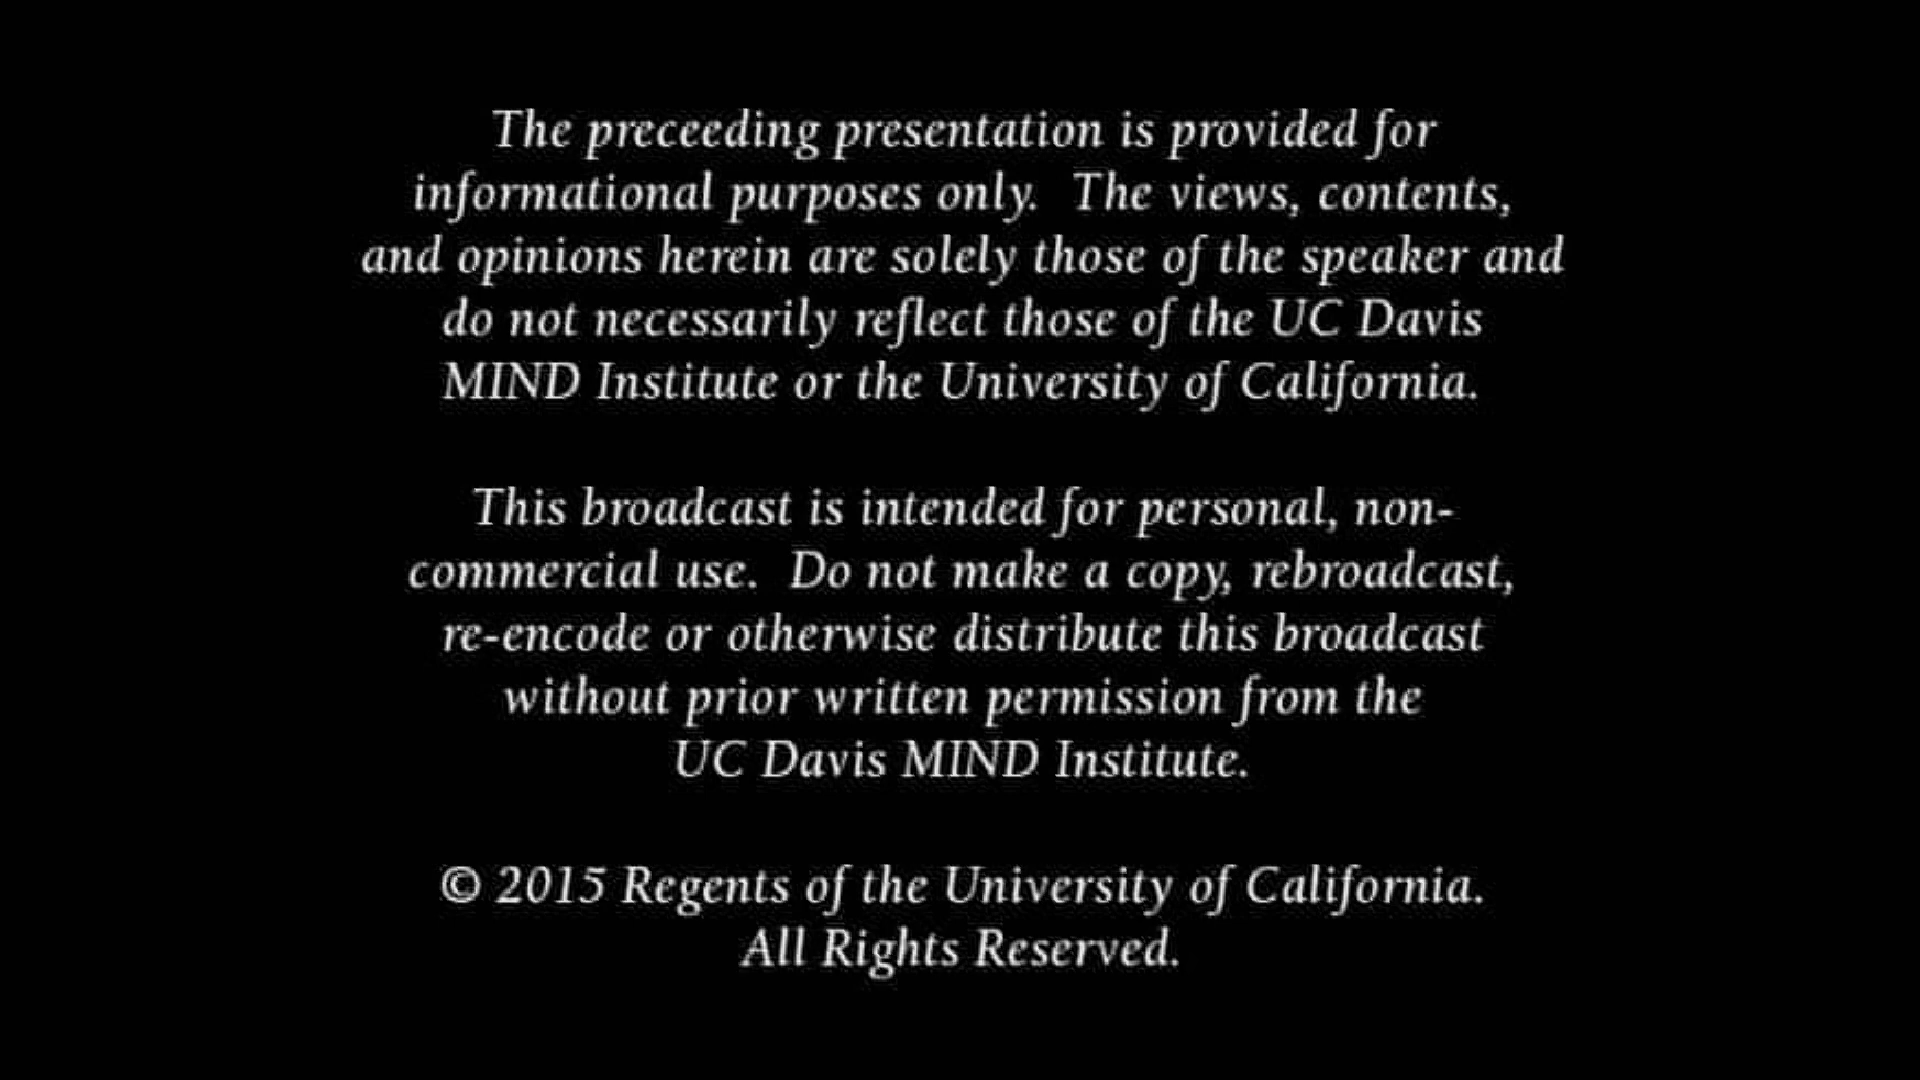 The preceeding presentation is provided for
informational purposes only.  The views, contents,
and opinions herein are solely those of the speaker and
do not necessarily reflect those of the UC Davis
MIND Institute or the University of California.
This broadcast is intended for personal, non-
commercial use.  Do not make a copy, rebroadcast,
re-encode or otherwise distribute this broadcast
without prior written permission from the
UC Davis MIND Institute.
© 2015 Regents of the University of California.
All Rights Reserved.